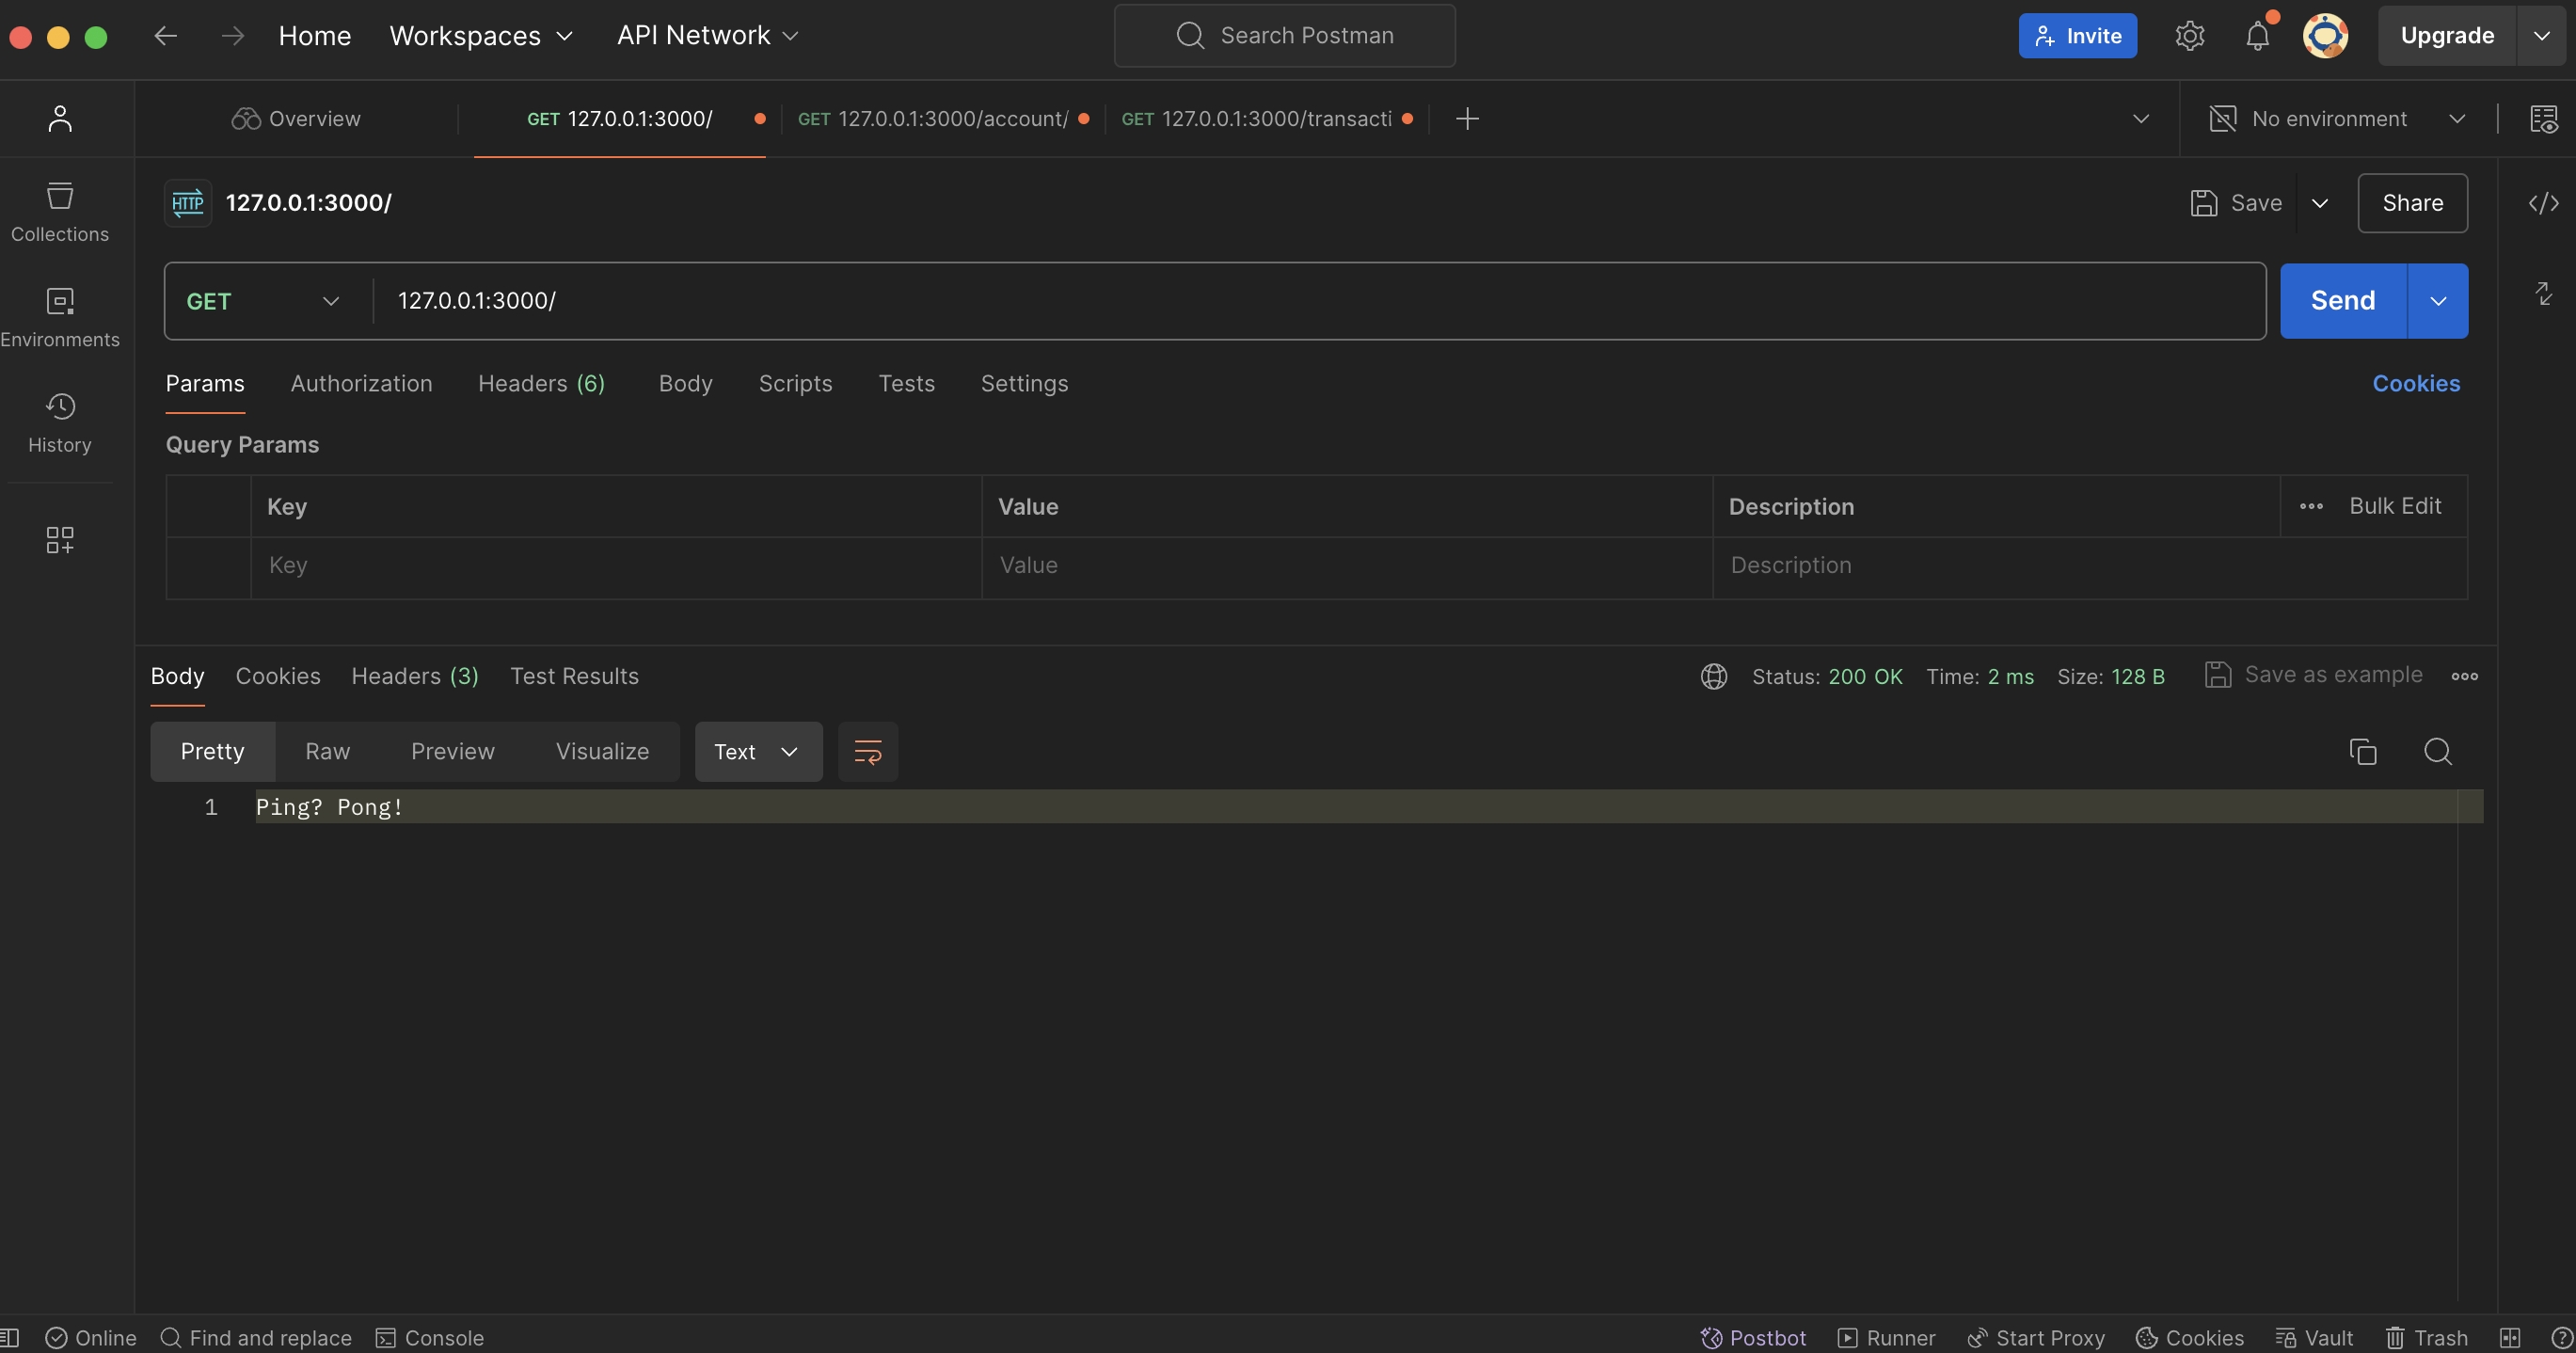 Home Workspaces API Network Search Postman Invite Upgrade
Overview GET 127.0.0.1:3000/ GET 127.0.0.1:3000/account/ GET 127.0.0.1:3000/transacti No environment
HTTP 127.0.0.1:3000/ Save Share
Collections
Environments
History
GET 127.0.0.1:3000/ Send
Params Authorization Headers (6) Body Scripts Tests Settings Cookies
Query Params
Key Value Description Bulk Edit
Key Value Description
Body Cookies Headers (3) Test Results Status: 200 OK Time: 2 ms Size: 128 B Save as example
Pretty Raw Preview Visualize Text
1 Ping? Pong!
Online Find and replace Console Postbot Runner Start Proxy Cookies Vault Trash